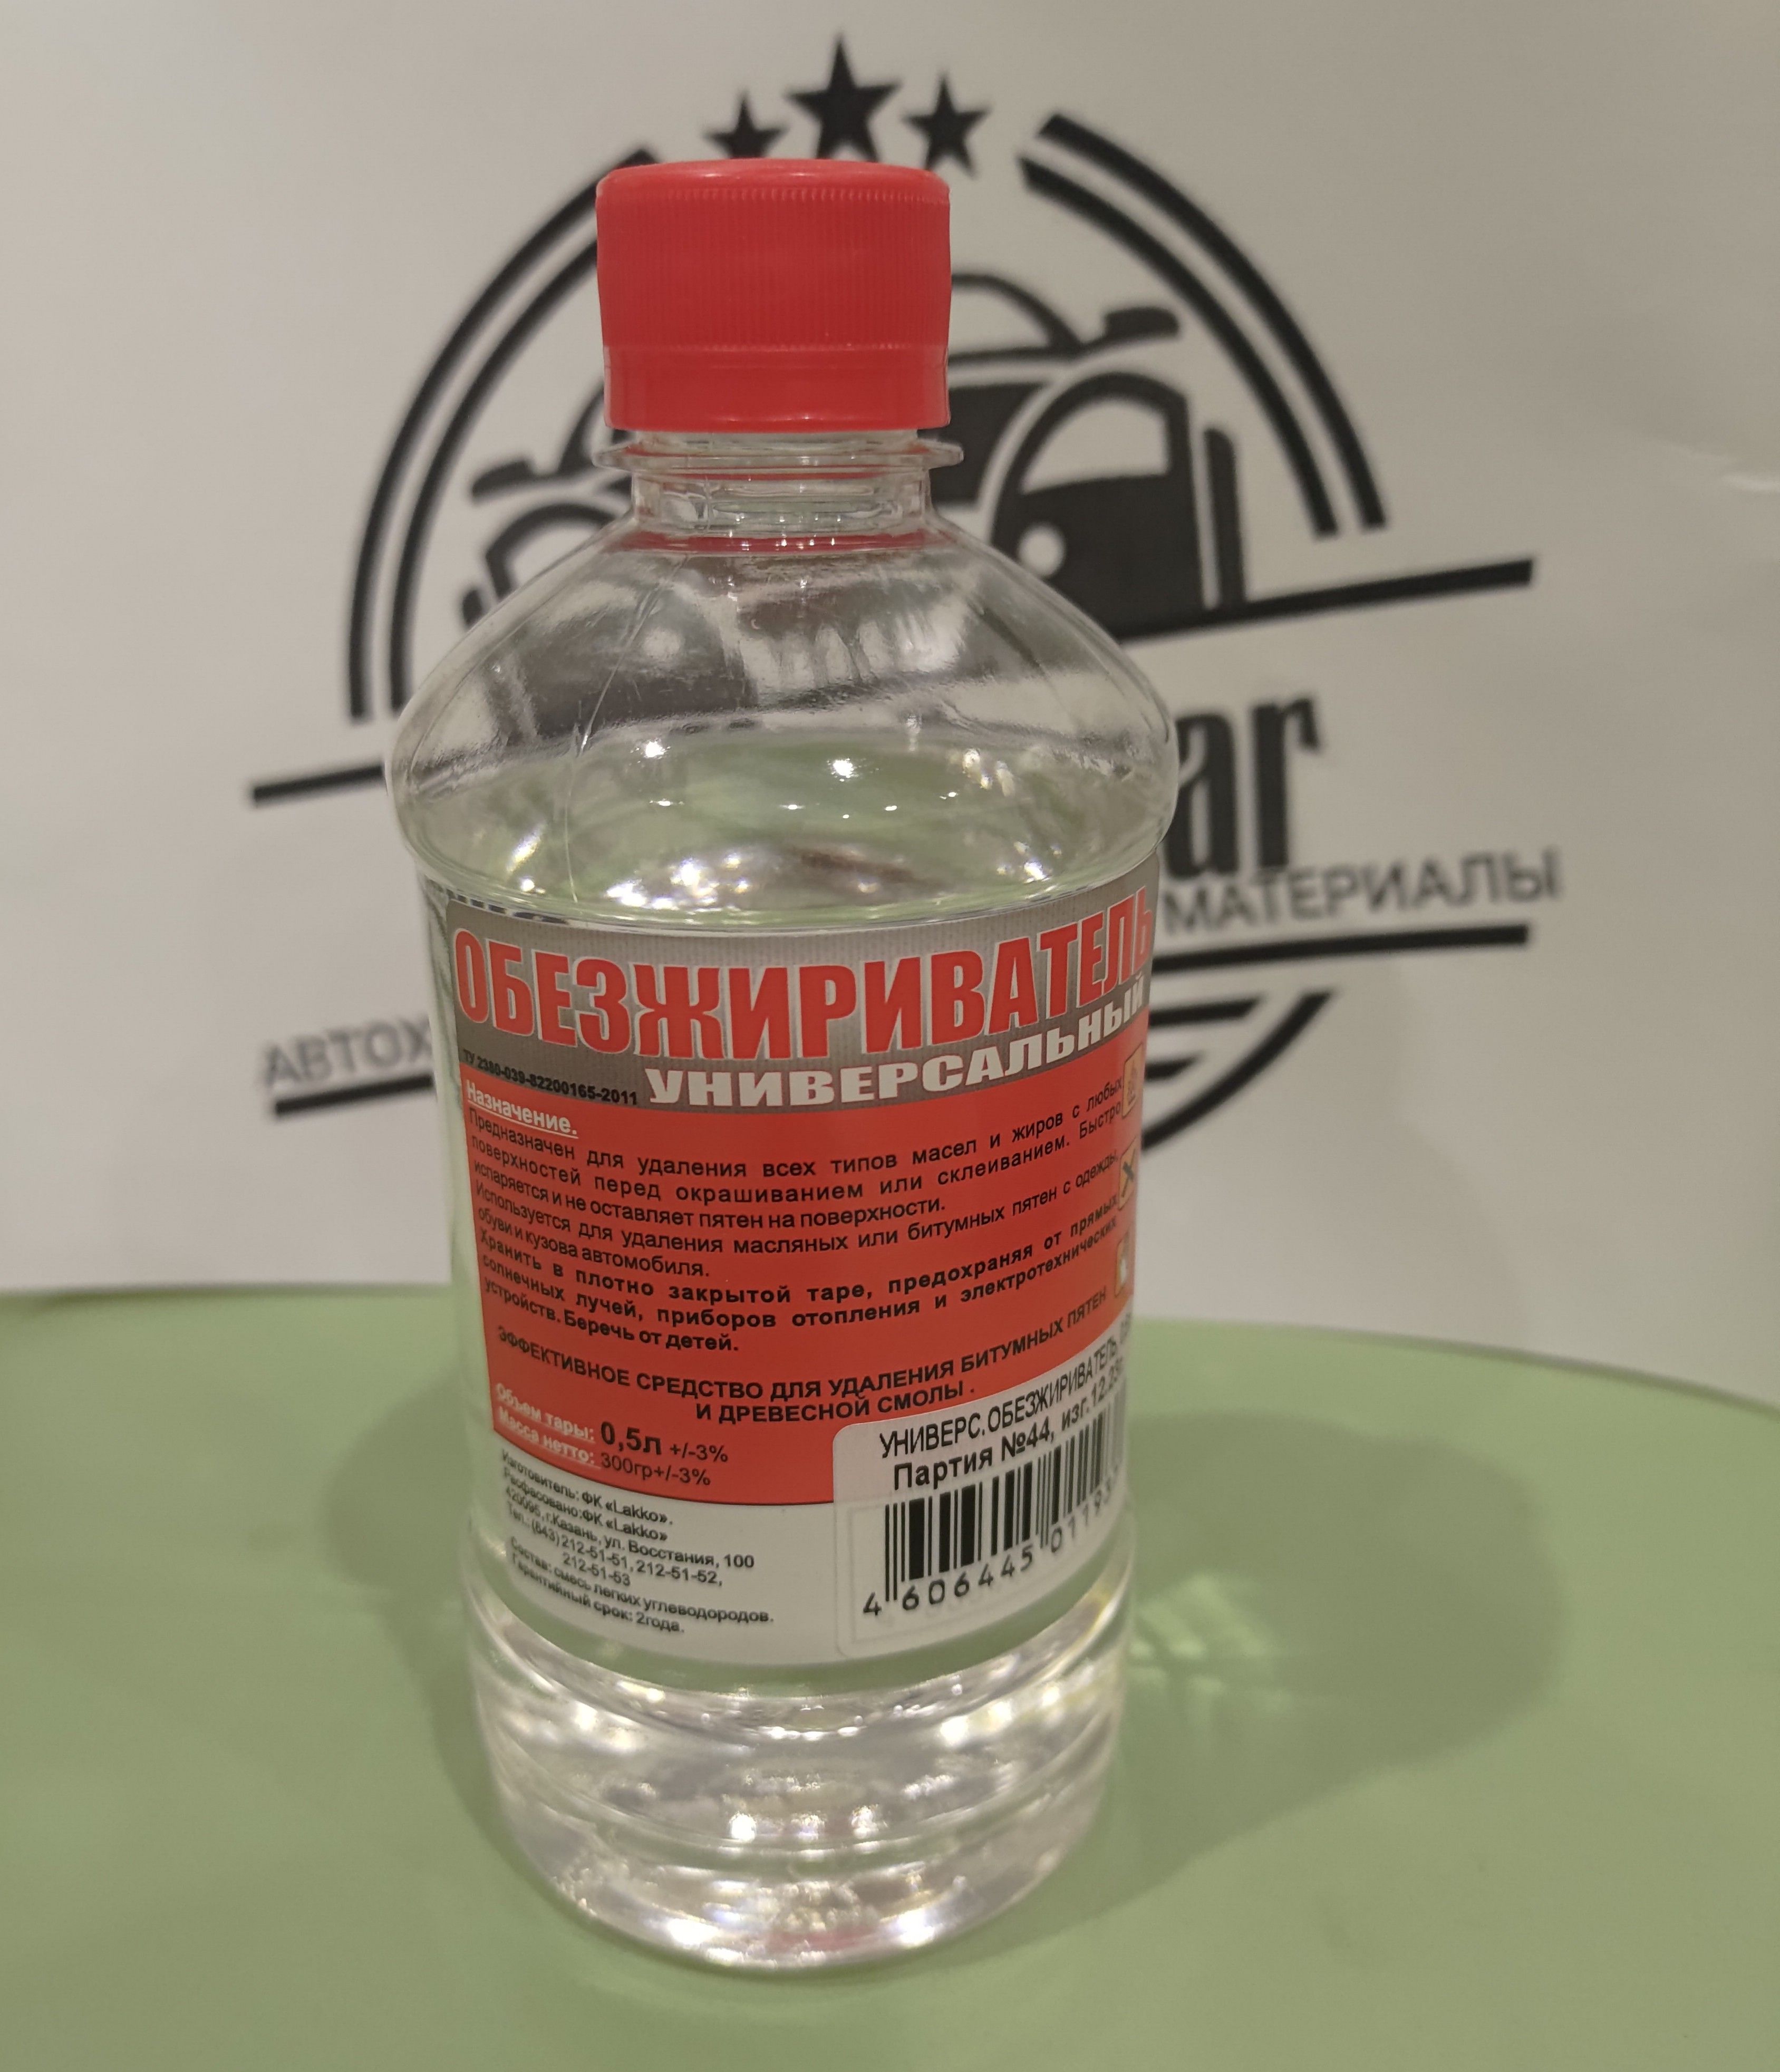 ar
МАТЕРИАЛЫ
АВТОХ
ОБЕЗЖИРИВАТЕЛЬ
УНИВЕРСАЛЬНЫЙ
ТУ 2380-039-82200165-2011
Назначение.
Предназначен для удаления всех типов масел и жиров с любых
поверхностей перед окрашиванием или склеиванием. Быстро
испаряется и не оставляет пятен на поверхности.
Используется для удаления масляных или битумных пятен с одежды,
обуви и кузова автомобиля.
Хранить в плотно закрытой таре, предохраняя от прямых
солнечных лучей, приборов отопления и электротехнических
устройств. Беречь от детей.
ЭФФЕКТИВНОЕ СРЕДСТВО ДЛЯ УДАЛЕНИЯ БИТУМНЫХ ПЯТЕН
И ДРЕВЕСНОЙ СМОЛЫ .
Объем тары: 0,5л +/-3%
Масса нетто: 300гр+/-3%
Изготовитель: ФК «Lakko».
Расфасовано:ФК «Lakko»
420095, г.Казань, ул. Восстания, 100
Тел.: (843) 212-51-51, 212-51-52,
212-51-53
Состав: смесь легких углеводородов.
Гарантийный срок: 2года.
УНИВЕРС.ОБЕЗЖИРИВАТЕЛЬ
Партия №44, изг.12.23г
4 606445 01193